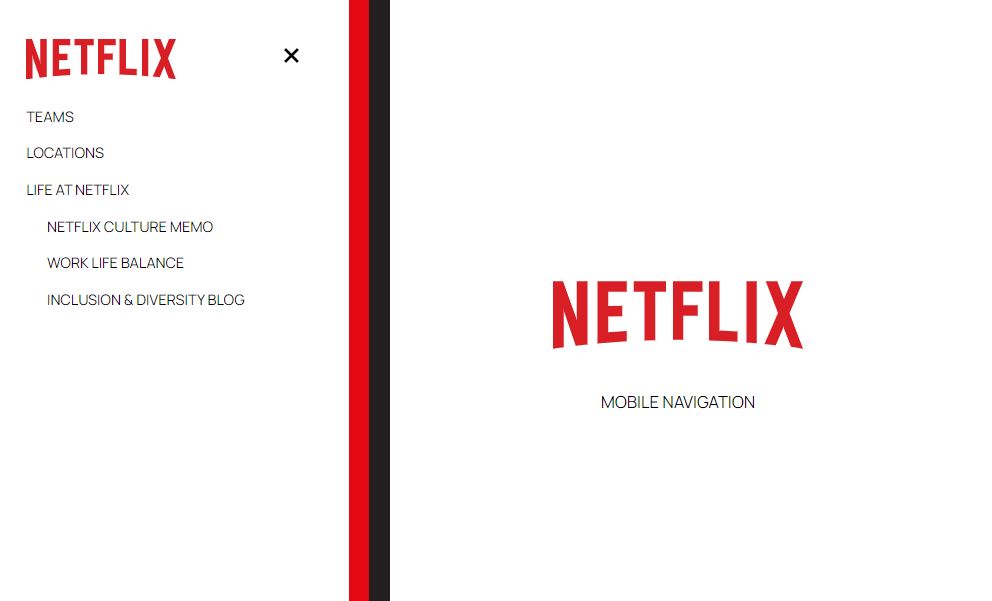 NETFLIX
TEAMS
LOCATIONS
LIFE AT NETFLIX
NETFLIX CULTURE MEMO
WORK LIFE BALANCE
INCLUSION & DIVERSITY BLOG
NETFLIX
MOBILE NAVIGATION